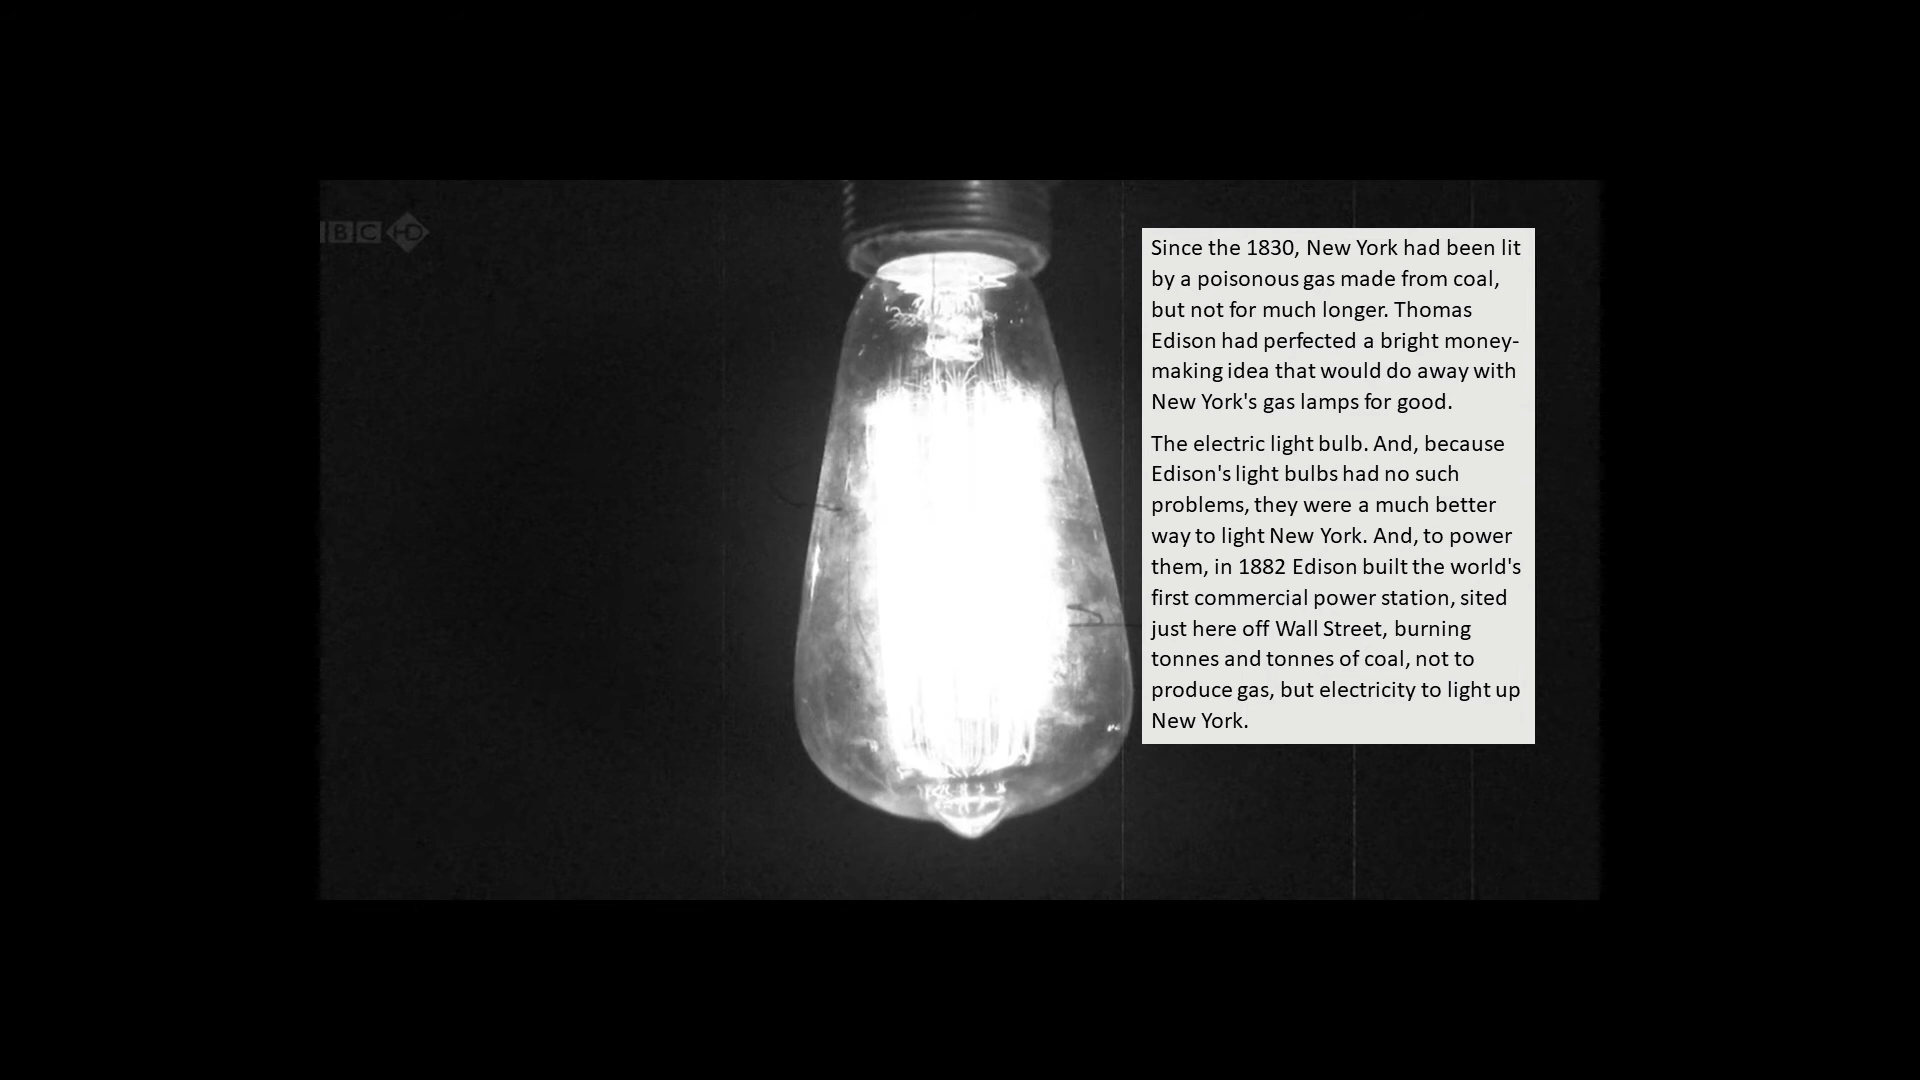 BC HD
Since the 1830, New York had been lit
by a poisonous gas made from coal,
but not for much longer. Thomas
Edison had perfected a bright money-
making idea that would do away with
New York's gas lamps for good.
The electric light bulb. And, because
Edison's light bulbs had no such
problems, they were a much better
way to light New York. And, to power
them, in 1882 Edison built the world's
first commercial power station, sited
just here off Wall Street, burning
tonnes and tonnes of coal, not to
produce gas, but electricity to light up
New York.